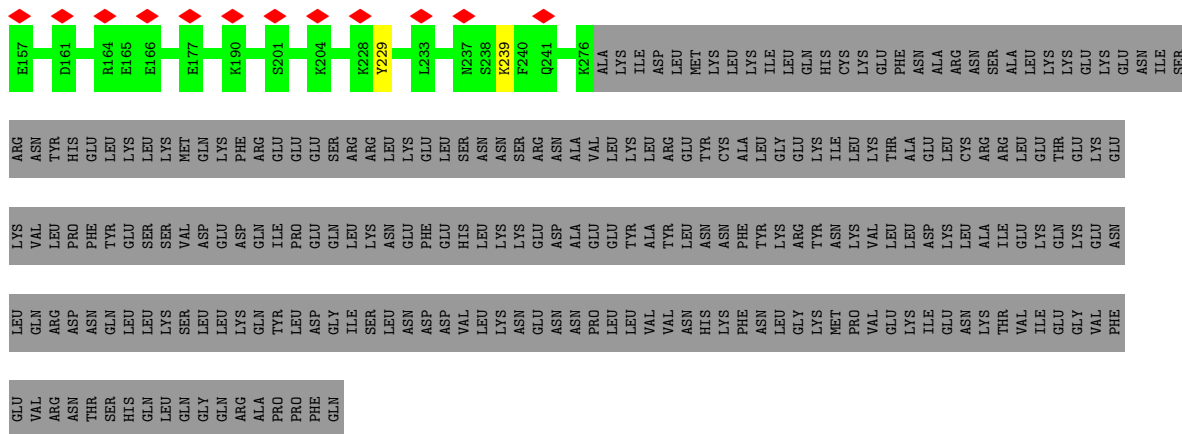 E157 D161 R164 E165 E166 E177 K190 S201 K204 K228 Y229 L233 N237 S238 K239 F240 Q241 K276 ALA LYS ILE ASP LEU MET LYS LEU LYS ILE LEU GLN HIS CYS LYS GLU PHE ASN ALA ARG ASN SER ALA LEU LYS LYS GLU LYS GLU ASN ILE SER
ARG ASN TYR HIS GLU LEU LYS LEU LYS MET GLN LYS PHE ARG GLU GLU GLU SER ARG ARG LEU LYS GLU LEU SER ASN ASN SER ARG ASN ALA VAL LEU LYS LEU ARG GLU TYR CYS ALA LEU GLY GLU LYS ILE LEU LYS THR ALA GLU LEU CYS ARG ARG LEU GLU THR GLU LYS GLU
LYS VAL LEU PRO PHE TYR GLU SER SER VAL ASP GLU ASP GLN ILE PRO GLU GLN LEU LYS ASN GLU PHE GLU HIS LEU LYS LYS GLU ASP ALA GLU GLU TYR ALA TYR LEU ASN ASN PHE TYR LYS ARG TYR ASN LYS VAL LEU LEU ASP LYS LEU ALA ILE GLU LYS GLN LYS GLU ASN
LEU GLN ARG ASP ASN GLN LEU LEU LYS SER LEU LEU LYS GLN TYR LEU ASP GLY ILE SER LEU ASN ASP ASP VAL LEU LYS ASN GLU ASN ASN PRO LEU LEU VAL VAL ASN HIS LYS PHE ASN LEU GLY LYS MET PRO VAL GLU LYS ILE GLU ASN LYS THR VAL ILE GLU GLY VAL PHE
GLU VAL ARG ASN THR SER HIS GLN LEU GLN GLY GLN ARG ALA PRO PRO PHE GLN